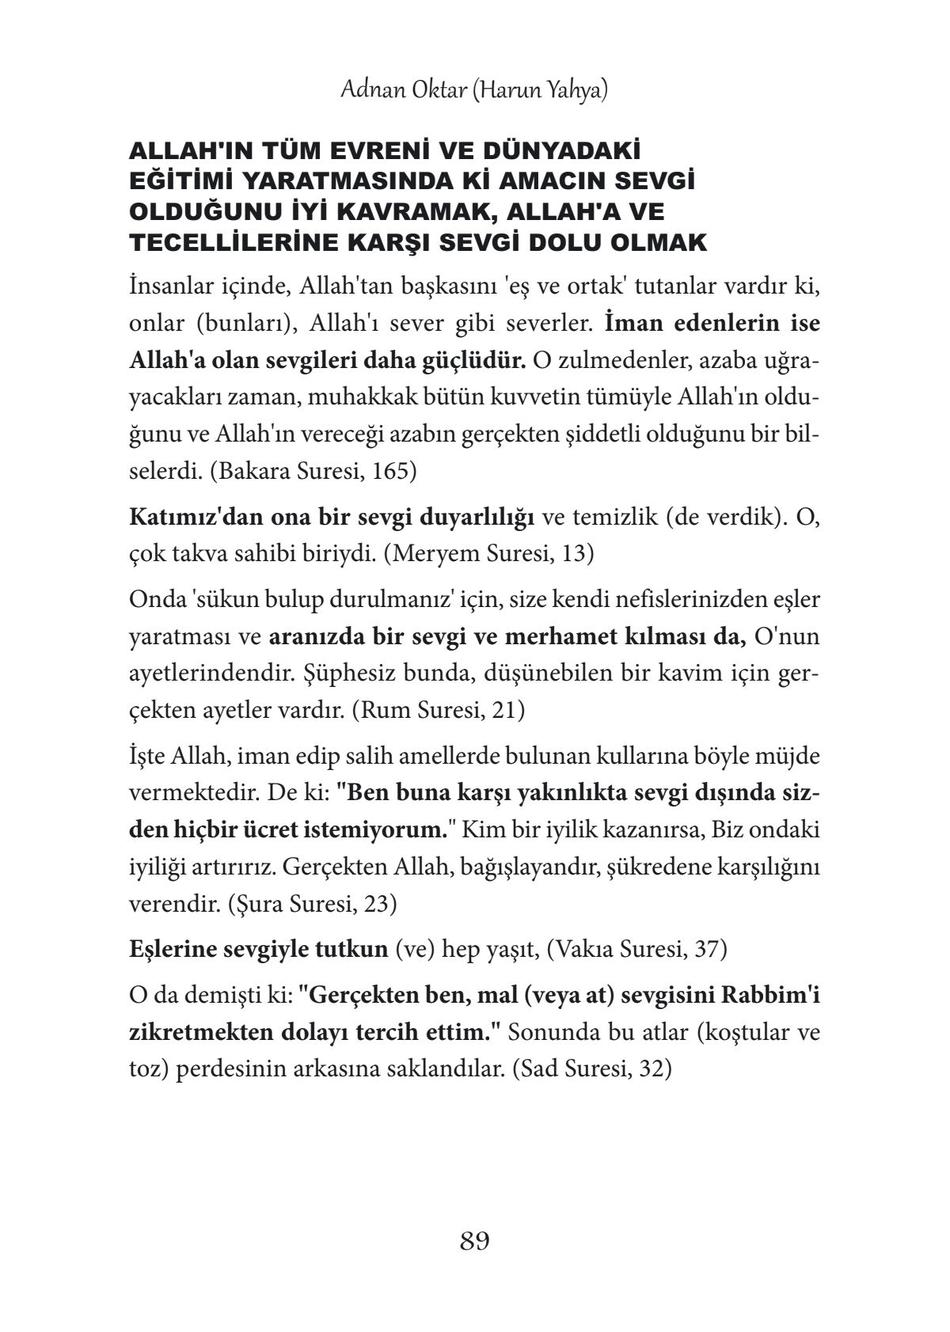 Adnan Oktar (Harun Yahya)
ALLAH'IN TÜM EVRENİ VE DÜNYADAKİ
EĞİTİMİ YARATMASINDA Kİ AMACIN SEVGİ
OLDUĞUNU İYİ KAVRAMAK, ALLAH'A VE
TECELLİLERİNE KARŞI SEVGİ DOLU OLMAK
İnsanlar içinde, Allah'tan başkasını 'eş ve ortak' tutanlar vardır ki,
onlar (bunları), Allah'ı sever gibi severler. İman edenlerin ise
Allah'a olan sevgileri daha güçlüdür. O zulmedenler, azaba uğra-
yacakları zaman, muhakkak bütün kuvvetin tümüyle Allah'ın oldu-
ğunu ve Allah'ın vereceği azabın gerçekten şiddetli olduğunu bir bil-
selerdi. (Bakara Suresi, 165)
Katımız'dan ona bir sevgi duyarlılığı ve temizlik (de verdik). O,
çok takva sahibi biriydi. (Meryem Suresi, 13)
Onda 'sükun bulup durulmanız' için, size kendi nefislerinizden eşler
yaratması ve aranızda bir sevgi ve merhamet kılması da, O'nun
ayetlerindendir. Şüphesiz bunda, düşünebilen bir kavim için ger-
çekten ayetler vardır. (Rum Suresi, 21)
İşte Allah, iman edip salih amellerde bulunan kullarına böyle müjde
vermektedir. De ki: "Ben buna karşı yakınlıkta sevgi dışında siz-
den hiçbir ücret istemiyorum." Kim bir iyilik kazanırsa, Biz ondaki
iyiliği artırırız. Gerçekten Allah, bağışlayandır, şükredene karşılığını
verendir. (Şura Suresi, 23)
Eşlerine sevgiyle tutkun (ve) hep yaşıt, (Vakıa Suresi, 37)
O da demişti ki: "Gerçekten ben, mal (veya at) sevgisini Rabbim'i
zikretmekten dolayı tercih ettim." Sonunda bu atlar (koştular ve
toz) perdesinin arkasına saklandılar. (Sad Suresi, 32)
89